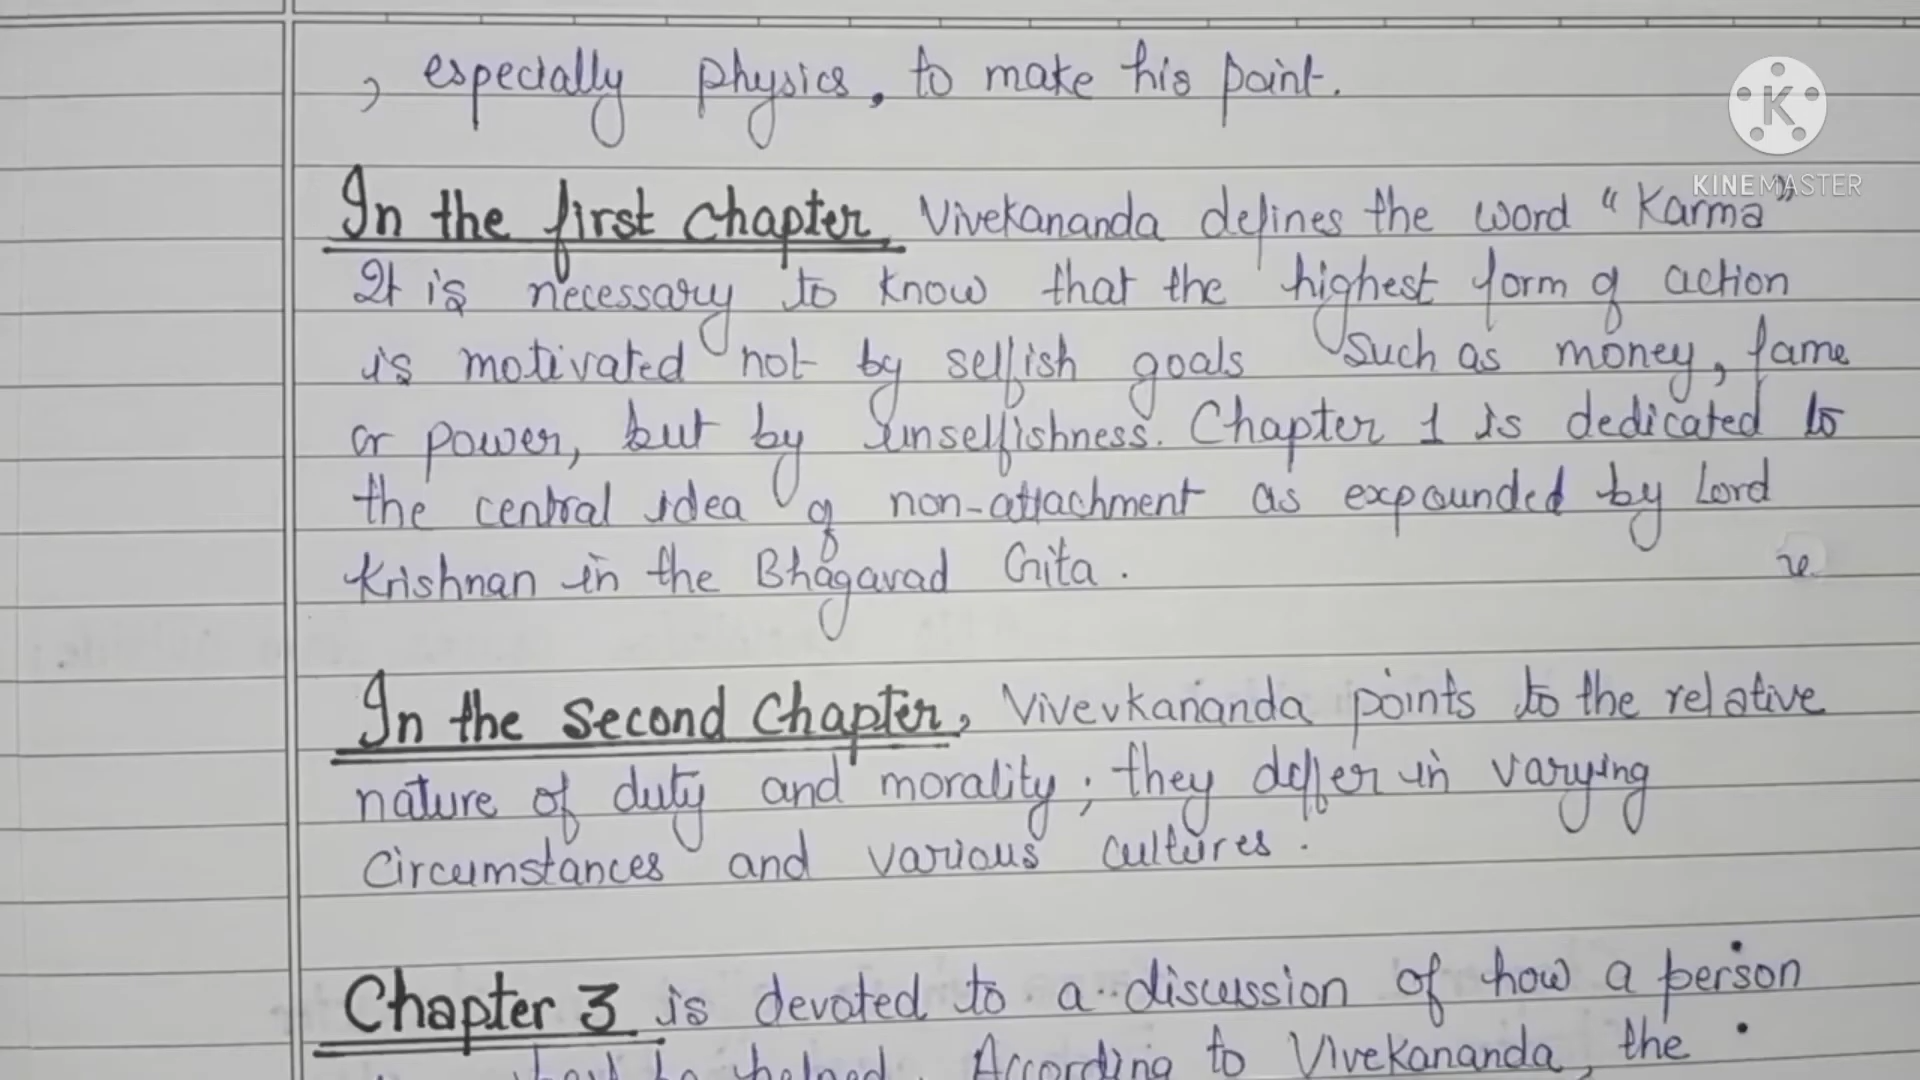 , especially physics, to make his point.
K
KINEMASTER
In the first chapter, Vivekananda defines the word "Karma"
It is necessary to know that the highest form of action
is motivated not by selfish goals such as money, fame
or power, but by unselfishness. Chapter 1 is dedicated to
the central idea of non-attachment as expounded by Lord
Krishnan in the Bhagavad Gita.
In the second Chapter, Vivevkananda points to the relative
nature of duty and morality; they differ in varying
circumstances and various cultures.
Chapter 3 is devoted to a discussion of how a person
helped. According to Vivekananda, the